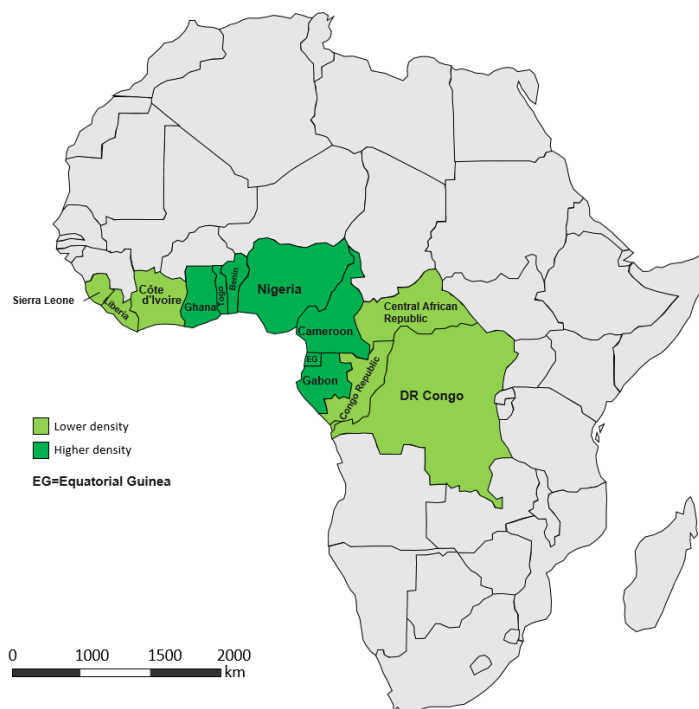 Nigeria
Benin
Togo
Ghana
Côte
d'Ivoire
Sierra Leone
Liberia
Central African
Republic
Cameroon
EG
Gabon
Congo Republic
DR Congo
Lower density
Higher density
EG=Equatorial Guinea
0 1000 1500 2000
km